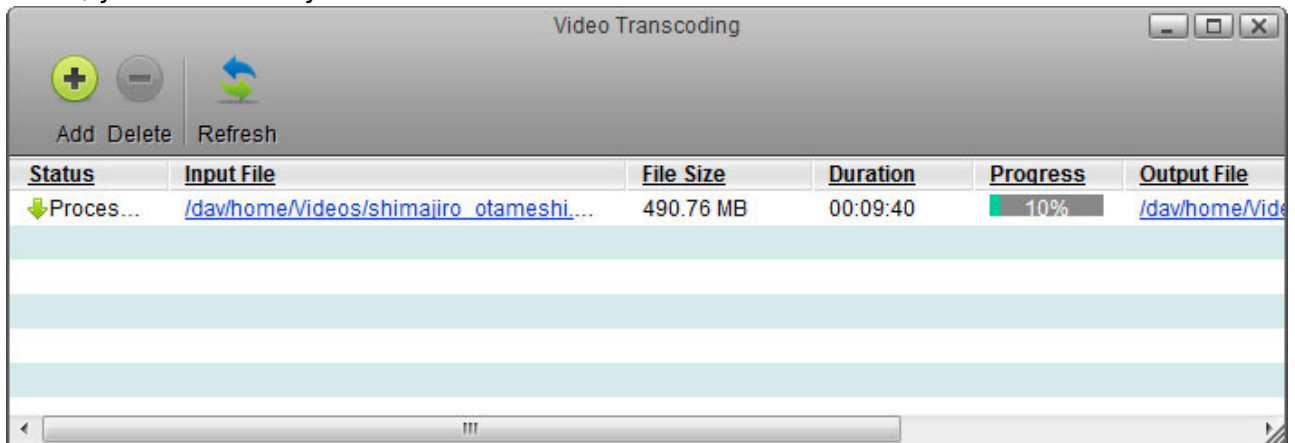 Video Transcoding
Add Delete Refresh
Status Input File File Size Duration Progress Output File
Proces... /dav/home/Videos/shimajiro_otameshi.... 490.76 MB 00:09:40 10% /dav/home/Vide